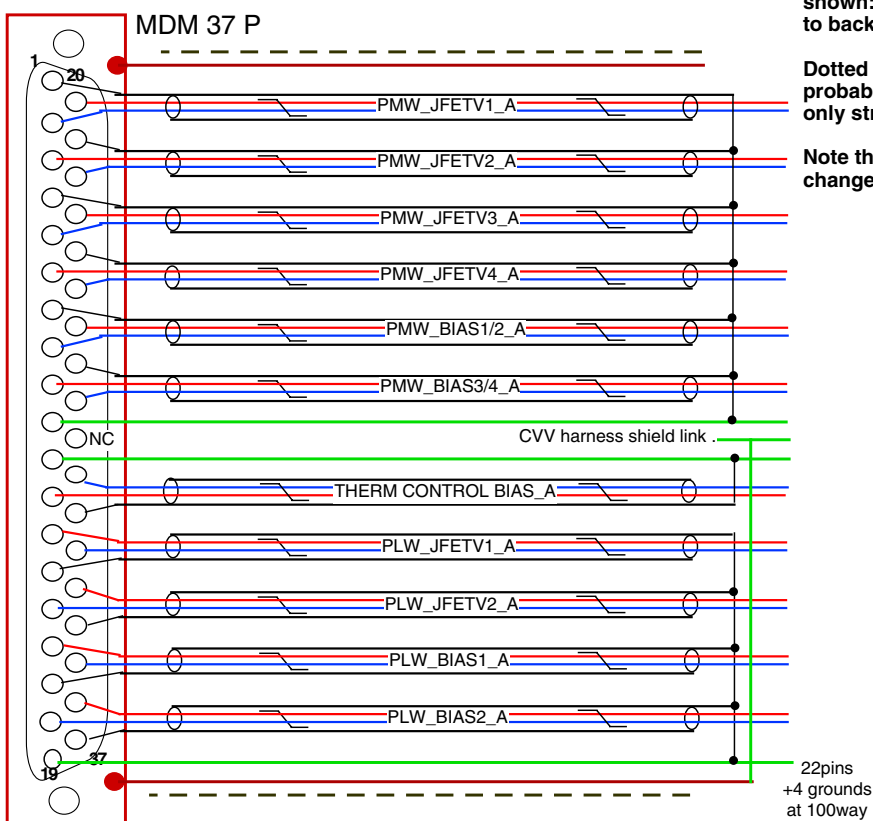 MDM 37 P
shown:
to back
Dotted
probab
only str
Note th
change
1
20
PMW_JFETV1_A
PMW_JFETV2_A
PMW_JFETV3_A
PMW_JFETV4_A
PMW_BIAS1/2_A
PMW_BIAS3/4_A
NC
CVV harness shield link .
THERM CONTROL BIAS_A
PLW_JFETV1_A
PLW_JFETV2_A
PLW_BIAS1_A
PLW_BIAS2_A
37
19
22pins
+4 grounds
at 100way